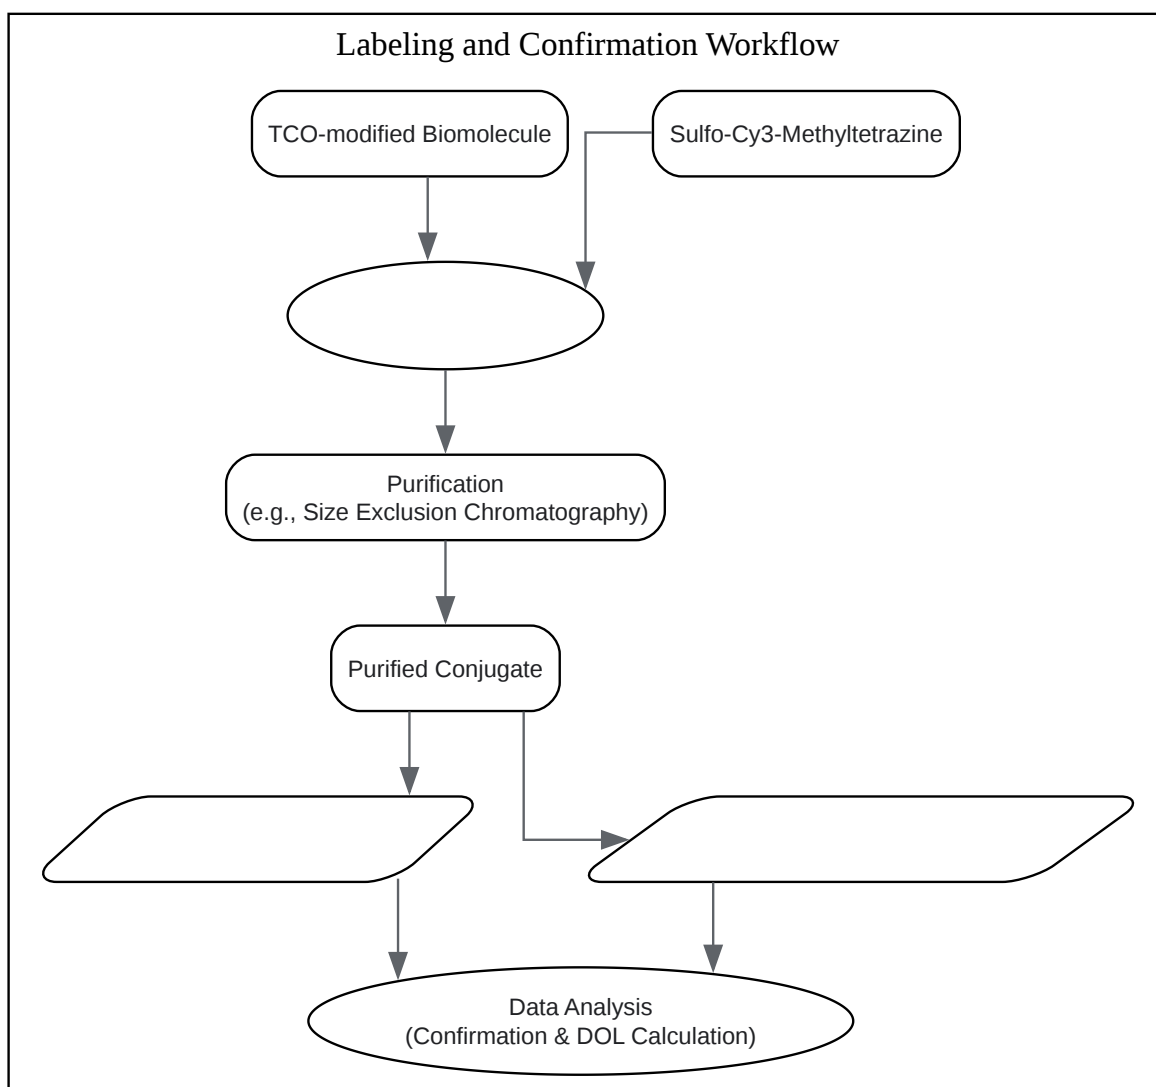 Labeling and Confirmation Workflow
TCO-modified Biomolecule
Sulfo-Cy3-Methyltetrazine
Purification
(e.g., Size Exclusion Chromatography)
Purified Conjugate
Data Analysis
(Confirmation & DOL Calculation)